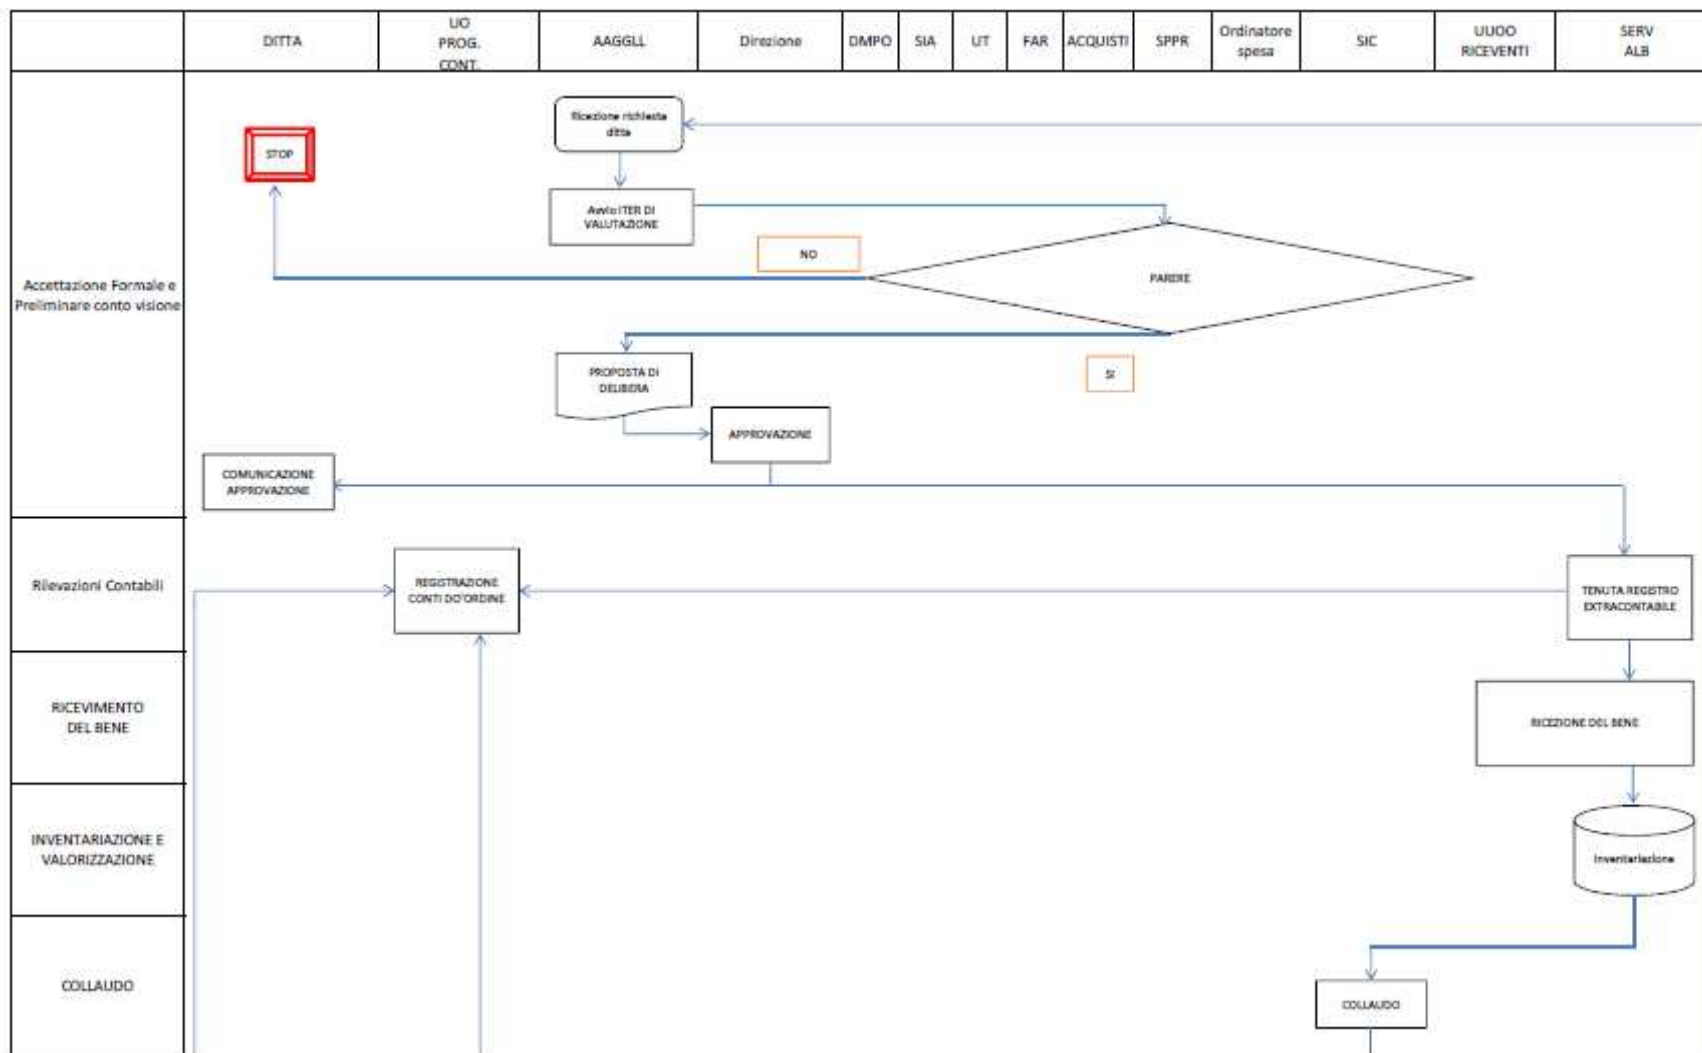 DITTA
UO
PROG.
CONT.
AAGGLL
Direzione
DMPO
SIA
UT
FAR
ACQUISTI
SPPR
Ordinatore
spesa
SIC
UUOO
RICEVENTI
SERV
ALB
Accettazione Formale e
Preliminare conto visione
Ricezione richiesta
ditta
STOP
Avvio ITER DI
VALUTAZIONE
NO
PARERE
PROPOSTA DI
DELIBERA
SI
APPROVAZIONE
COMUNICAZIONE
APPROVAZIONE
Rilevazioni Contabili
REGISTRAZIONE
CONTI DO'ORDINE
TENUTA REGISTRO
EXTRACONTABILE
RICEVIMENTO
DEL BENE
RICEZIONE DEL BENE
INVENTARIAZIONE E
VALORIZZAZIONE
Inventariazione
COLLAUDO
COLLAUDO